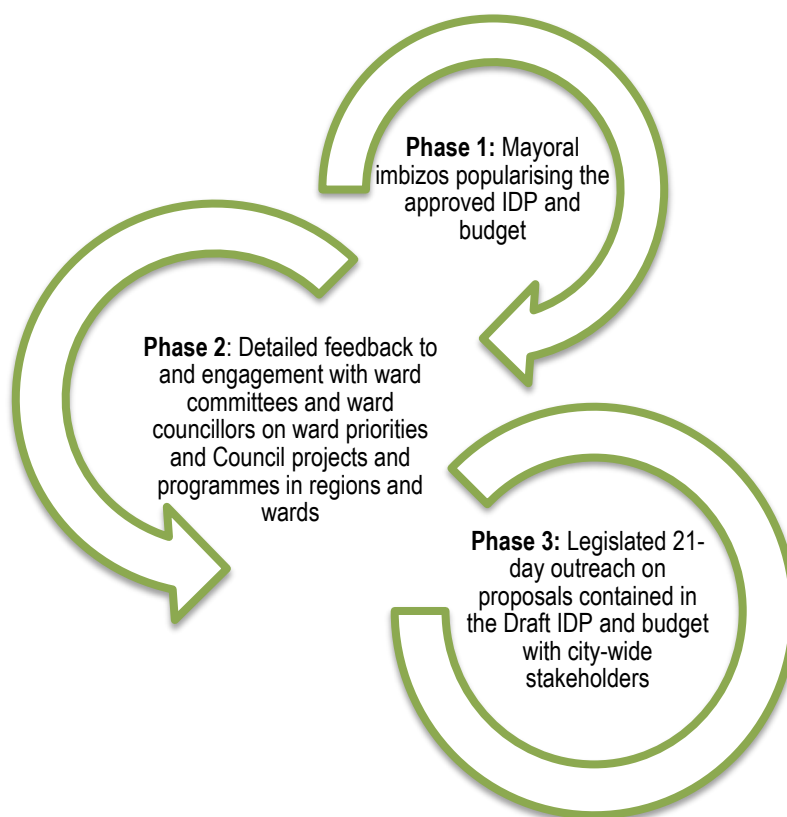 Phase 1: Mayoral
imbizos popularising the
approved IDP and
budget
Phase 2: Detailed feedback to
and engagement with ward
committees and ward
councillors on ward priorities
and Council projects and
programmes in regions and
wards
Phase 3: Legislated 21-
day outreach on
proposals contained in
the Draft IDP and budget
with city-wide
stakeholders